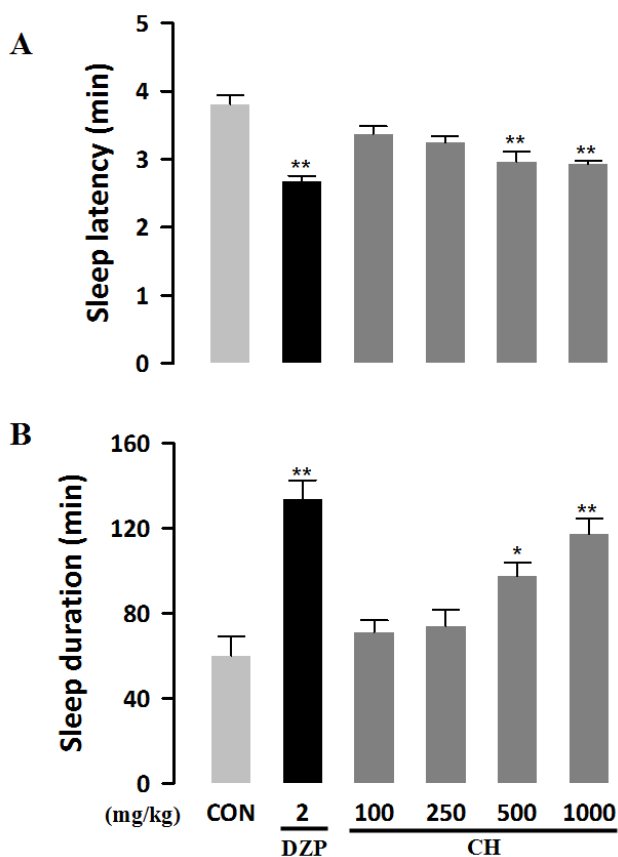 A
Sleep latency (min)
5
4
3
2
1
0
**
**
**
B
Sleep duration (min)
160
120
80
40
0
**
*
**
(mg/kg) CON 2 100 250 500 1000
DZP CH